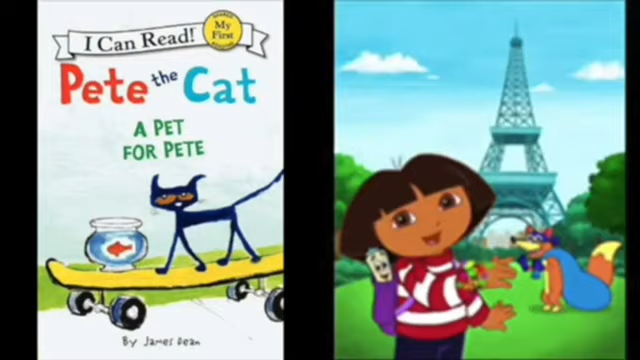 I Can Read!
My
First
Pete the Cat
A PET
FOR PETE
By James Dean